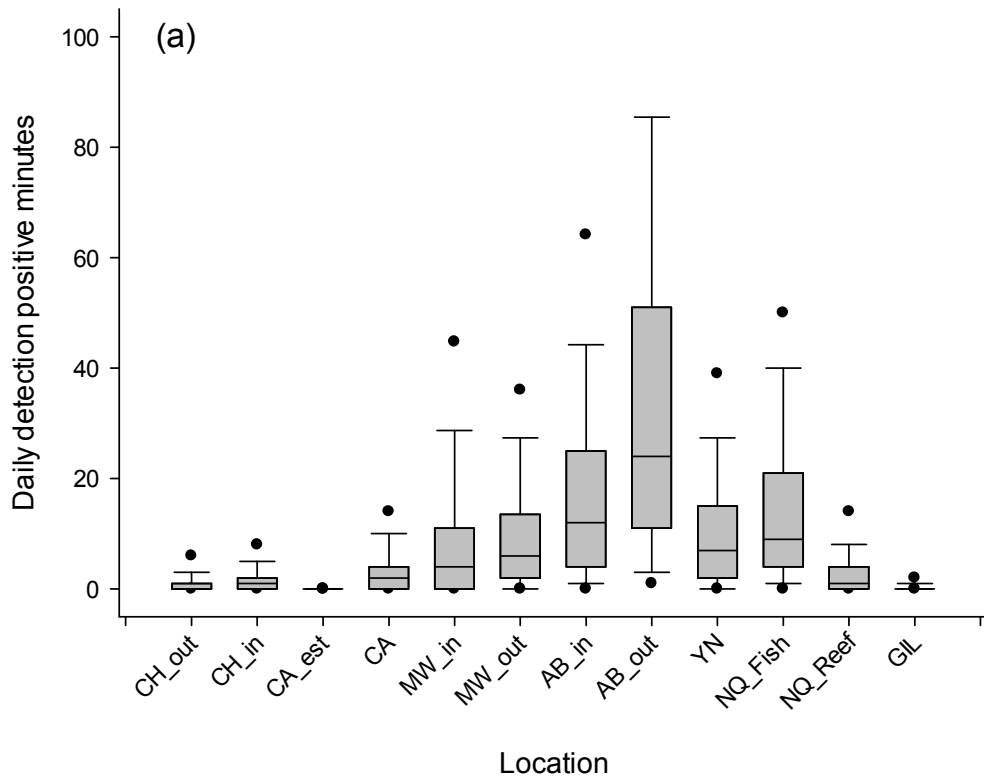 (a)
Daily detection positive minutes
100
80
60
40
20
0
CH_out
CH_in
CA_est
CA
MW_in
MW_out
AB_in
AB_out
YN
NQ_Fish
NQ_Reef
GIL
Location